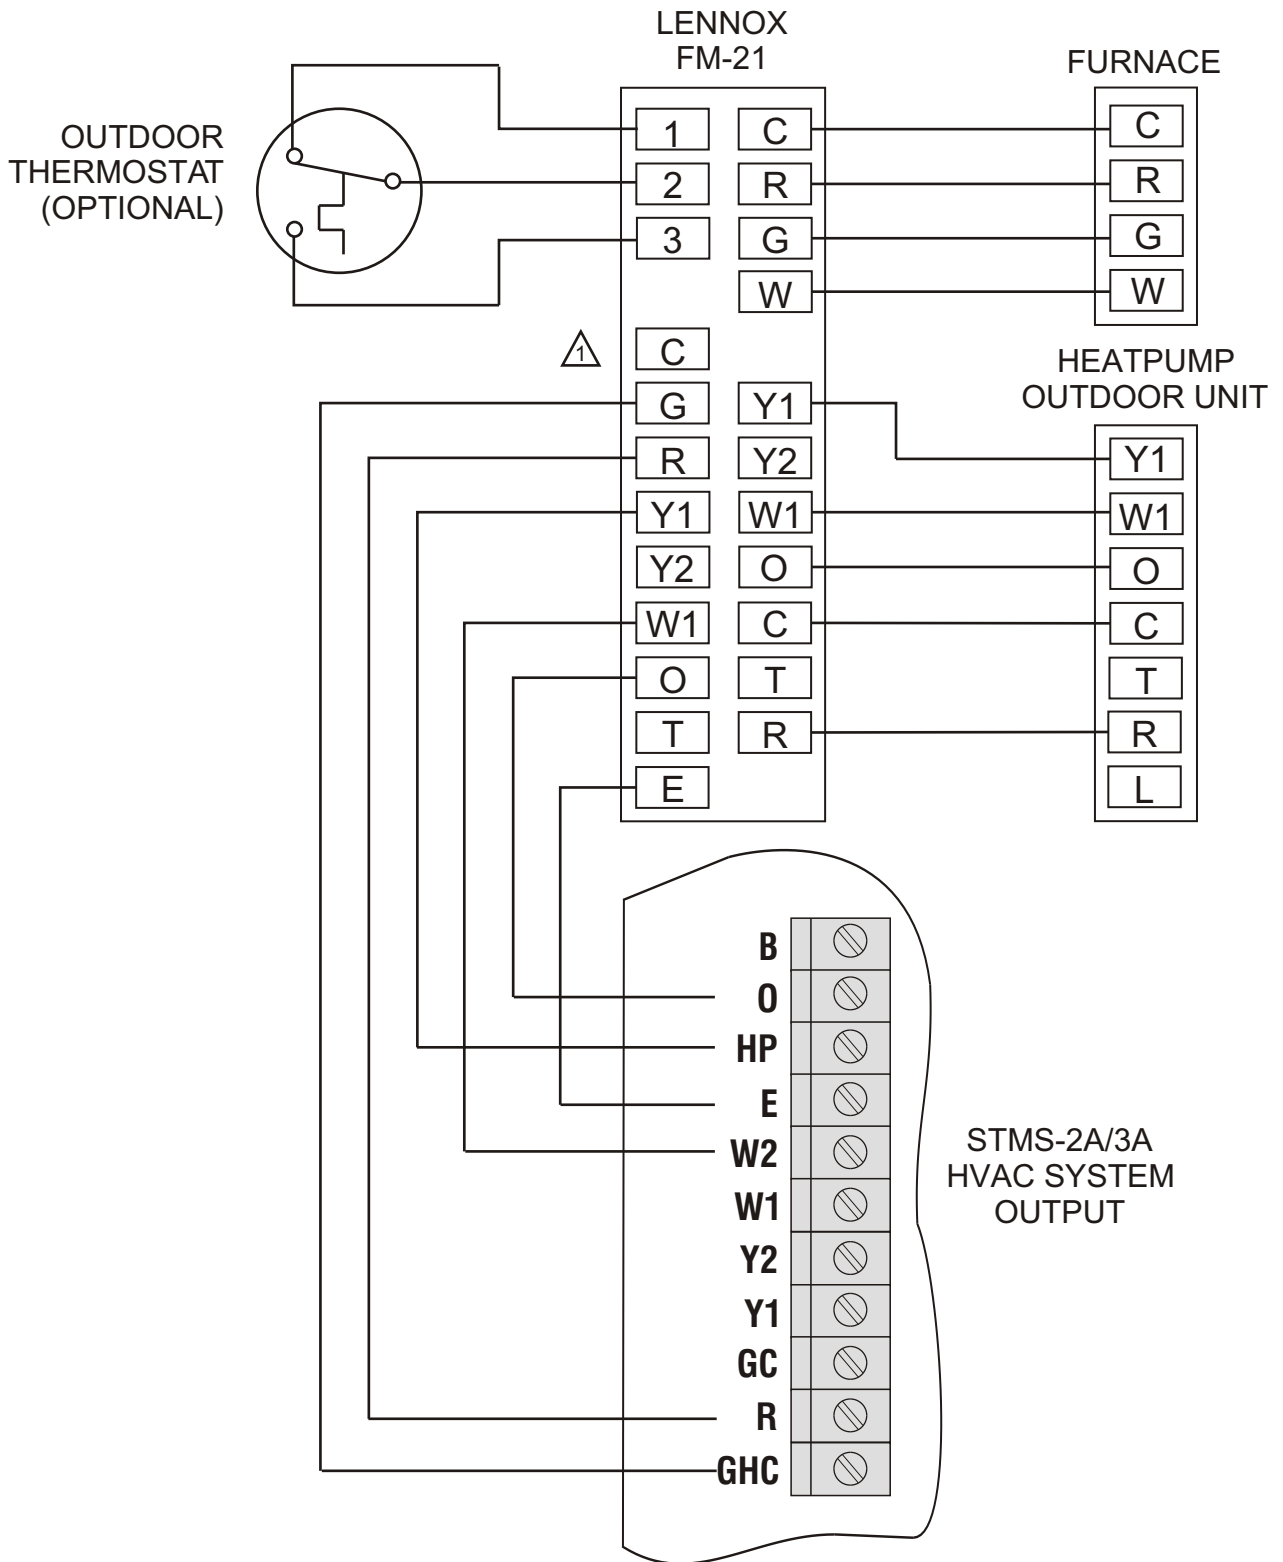 LENNOX
FM-21
FURNACE
OUTDOOR
THERMOSTAT
(OPTIONAL)
1 C C
2 R R
3 G G
W W
1
C
HEATPUMP
OUTDOOR UNIT
G Y1
R Y2 Y1
Y1 W1 W1
Y2 O O
W1 C C
O T T
T R R
E L
B
O
HP
E
W2
W1
Y2
Y1
GC
R
GHC
STMS-2A/3A
HVAC SYSTEM
OUTPUT